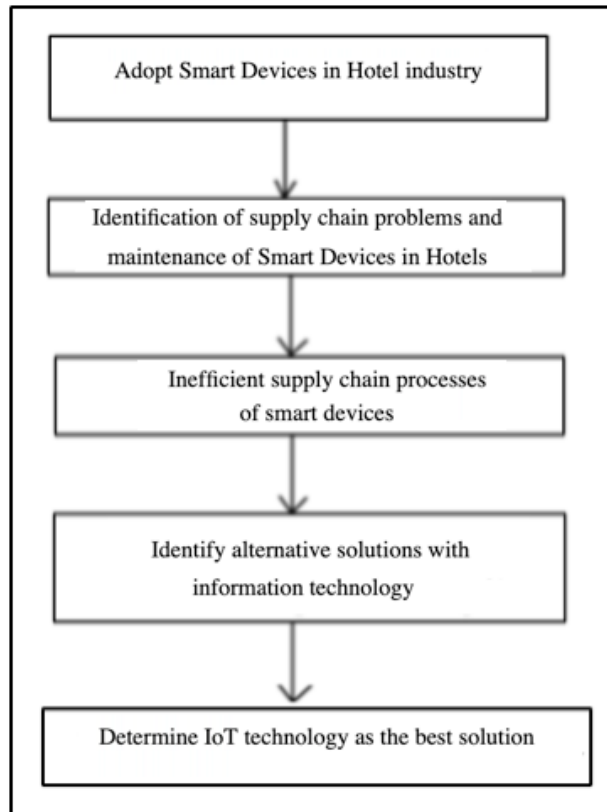 Adopt Smart Devices in Hotel industry
Identification of supply chain problems and
maintenance of Smart Devices in Hotels
Inefficient supply chain processes
of smart devices
Identify alternative solutions with
information technology
Determine IoT technology as the best solution